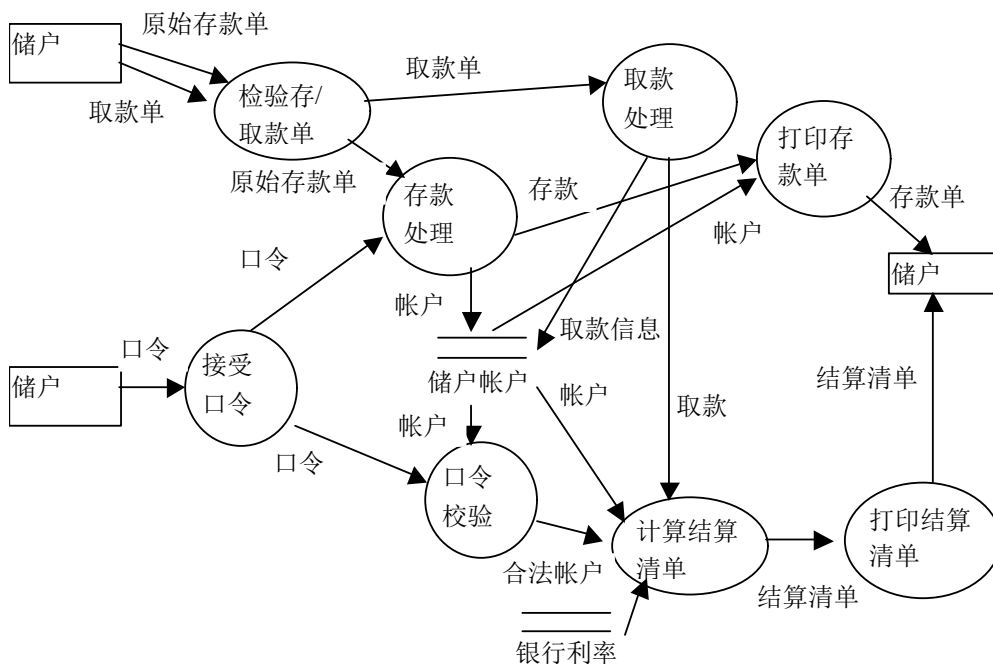 原始存款单
储户
取款单
检验存/
取款单
取款单
取款
处理
打印存
款单
原始存款单
存款
处理
存款
存款单
帐户
储户
口令
帐户
取款信息
口令
储户
接受
口令
储户帐户
帐户
取款
结算清单
帐户
口令
口令
校验
合法帐户
计算结算
清单
打印结算
清单
结算清单
银行利率